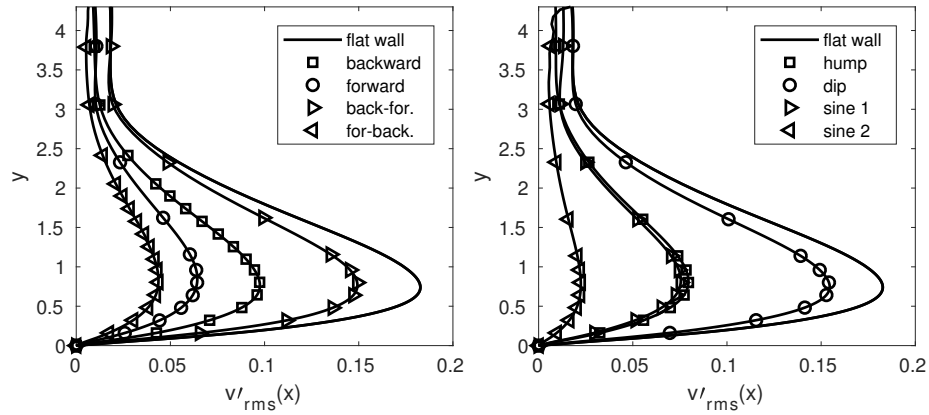 4
3.5
3
2.5
2
1.5
1
0.5
0
y
0 0.05 0.1 0.15 0.2
v′rms(x)
flat wall
backward
forward
back-for.
for-back.
4
3.5
3
2.5
2
1.5
1
0.5
0
y
0 0.05 0.1 0.15 0.2
v′rms(x)
flat wall
hump
dip
sine 1
sine 2